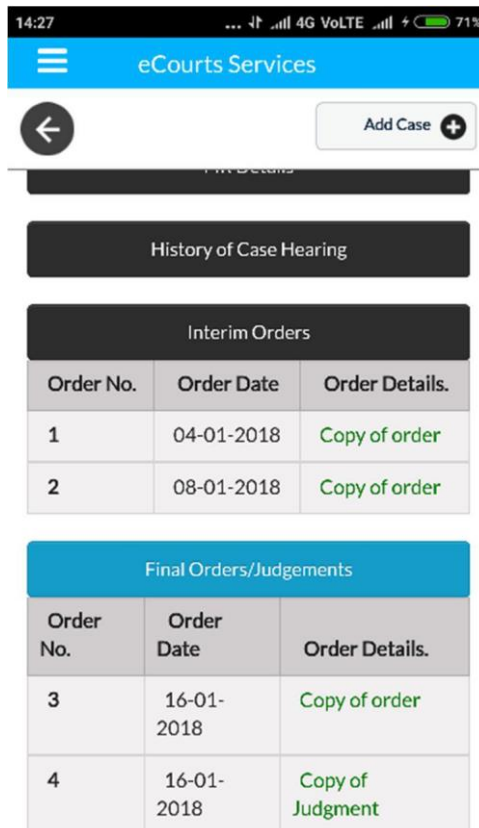 14:27 ... 4G VoLTE 71%
eCourts Services
Add Case
FIR Details
History of Case Hearing
Interim Orders
Order No. Order Date Order Details.
1 04-01-2018 Copy of order
2 08-01-2018 Copy of order
Final Orders/Judgements
Order No. Order Date Order Details.
3 16-01-2018 Copy of order
4 16-01-2018 Copy of Judgment